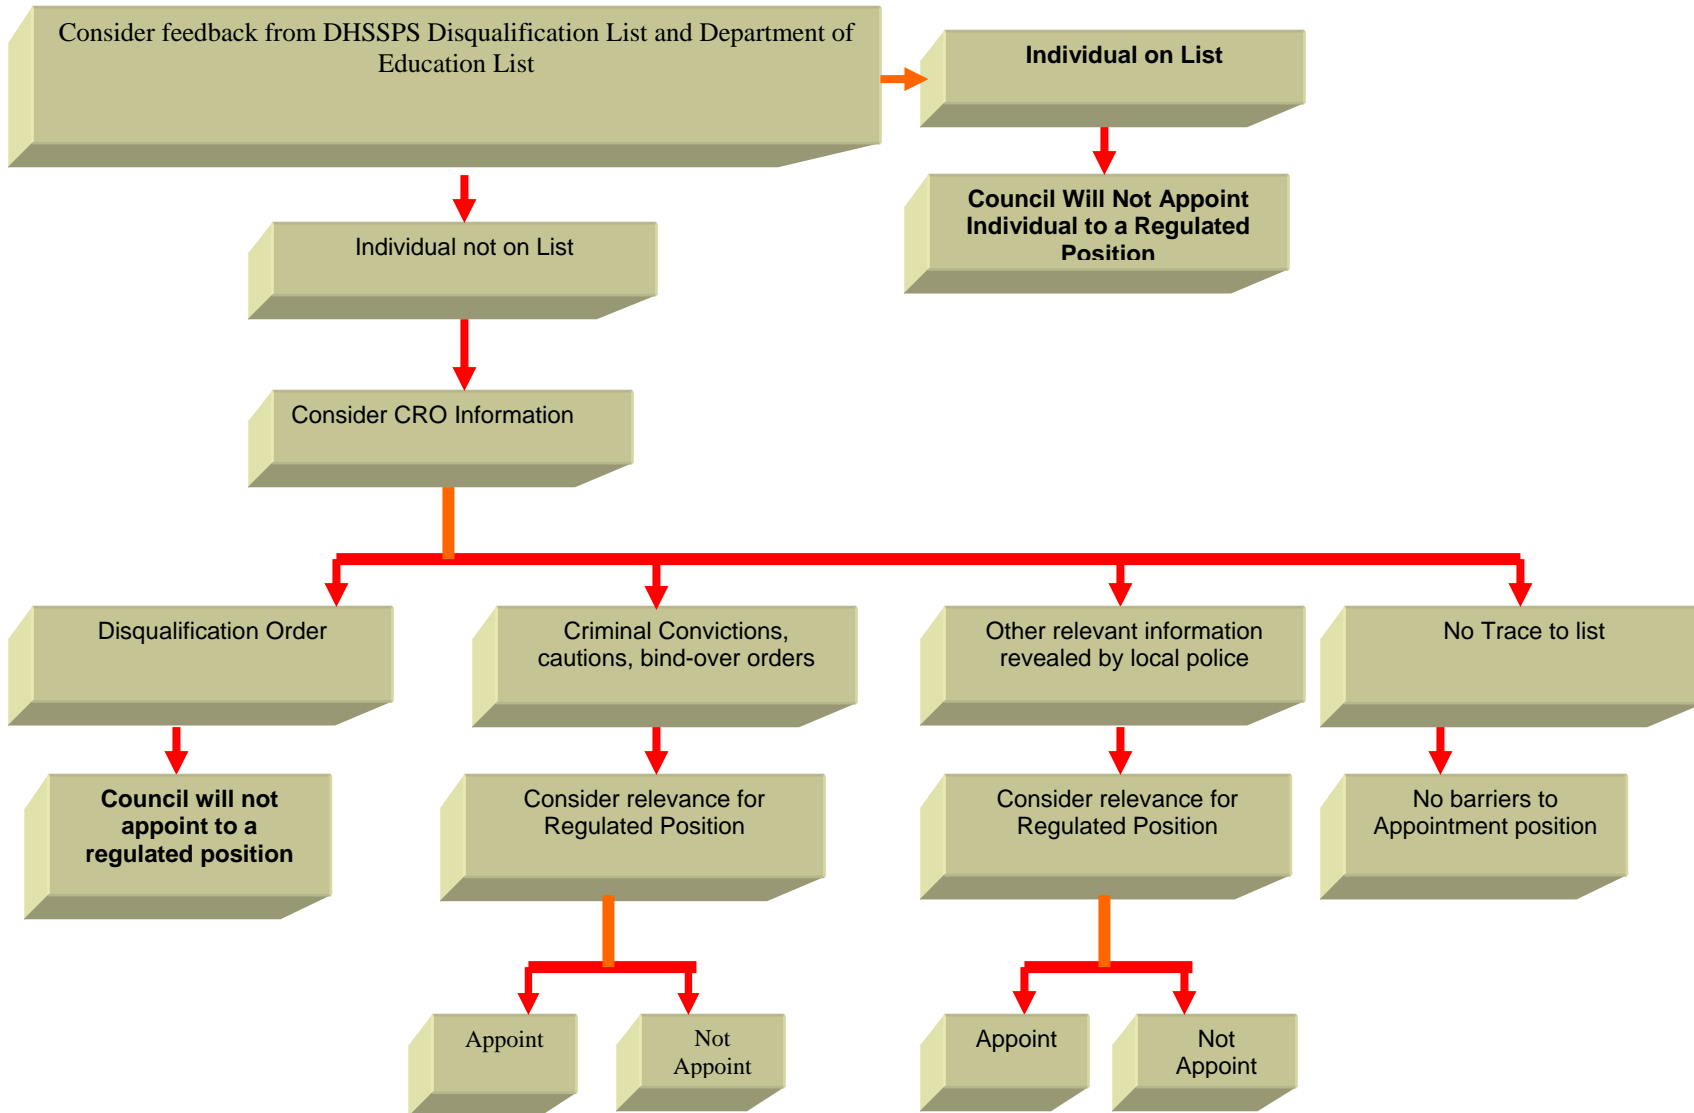 Consider feedback from DHSSPS Disqualification List and Department of
Education List
Individual on List
Council Will Not Appoint
Individual to a Regulated
Position
Individual not on List
Consider CRO Information
Disqualification Order
Criminal Convictions,
cautions, bind-over orders
Other relevant information
revealed by local police
No Trace to list
Council will not
appoint to a
regulated position
Consider relevance for
Regulated Position
Consider relevance for
Regulated Position
No barriers to
Appointment position
Appoint
Not
Appoint
Appoint
Not
Appoint